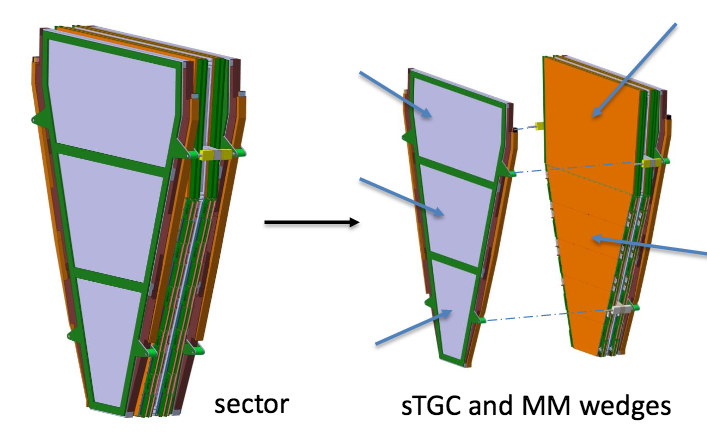 sector
sTGC and MM wedges